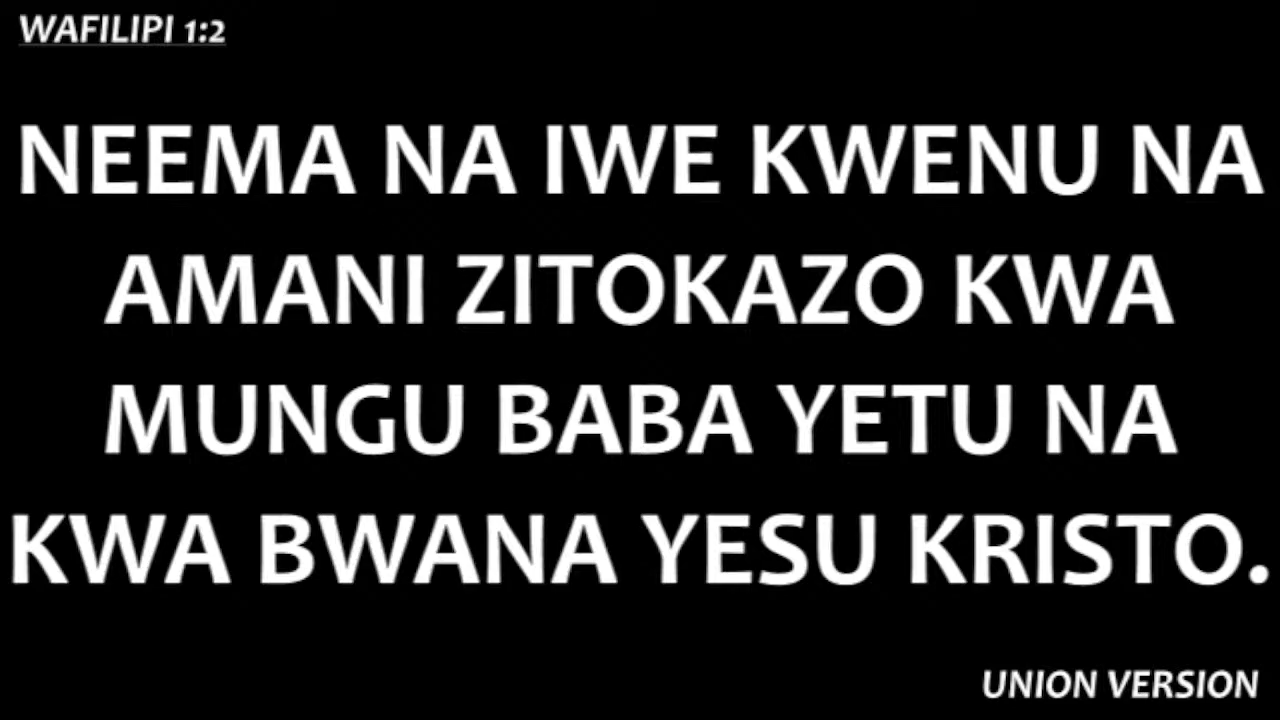 WAFILIPI 1:2
NEEMA NA IWE KWENU NA
AMANI ZITOKAZO KWA
MUNGU BABA YETU NA
KWA BWANA YESU KRISTO.
UNION VERSION